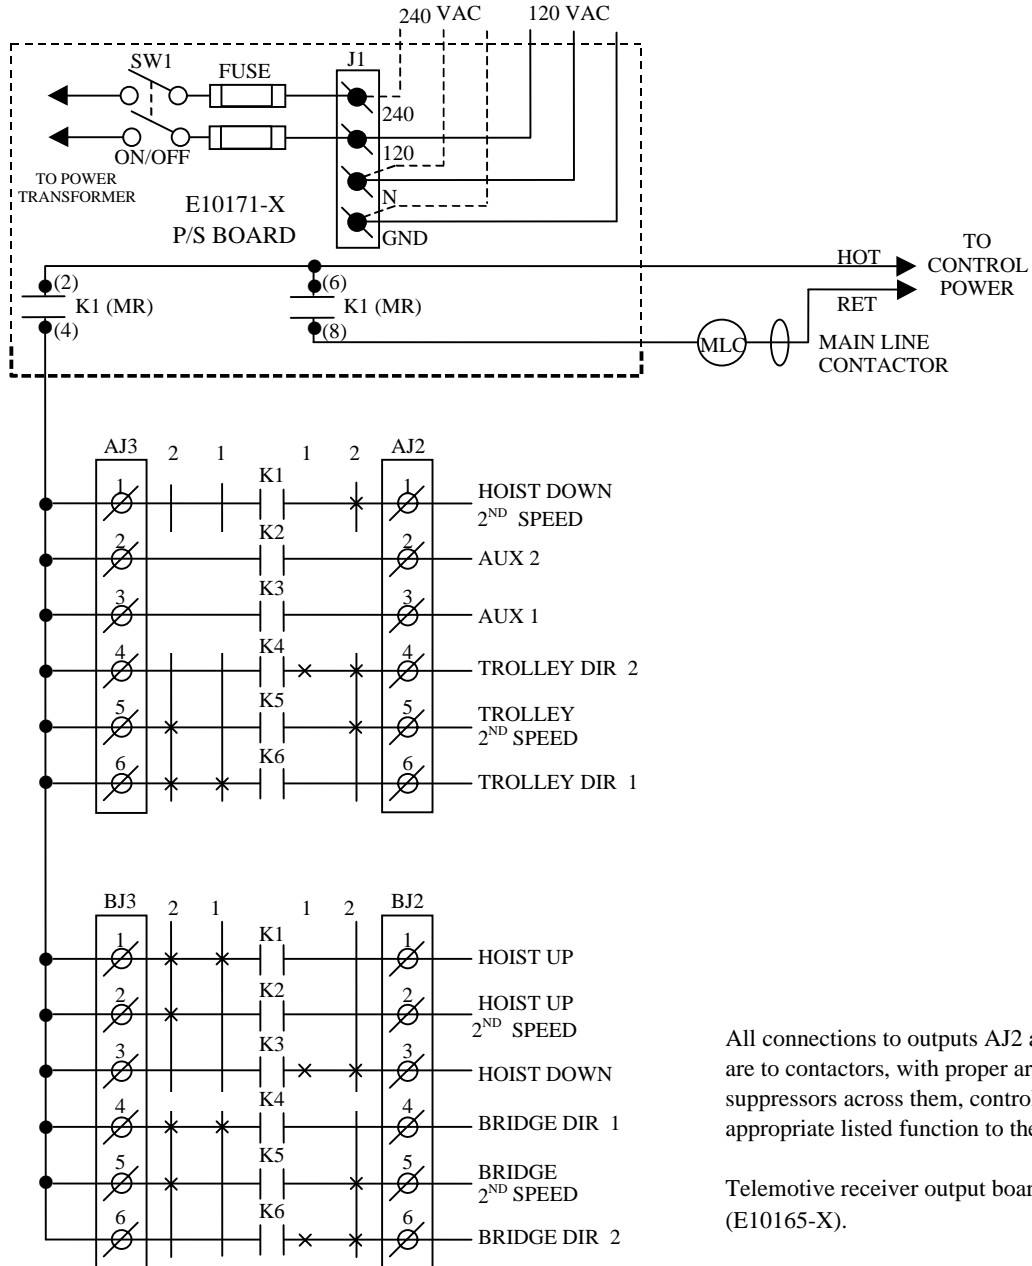 240 VAC 120 VAC
SW1
FUSE
J1
240
120
N
GND
ON/OFF
TO POWER
TRANSFORMER
E10171-X
P/S BOARD
HOT
RET
TO
CONTROL
POWER
(2)
K1 (MR)
(4)
(6)
K1 (MR)
(8)
MLC
MAIN LINE
CONTACTOR
AJ3 2 1 1 2 AJ2
1 K1 1 HOIST DOWN
2ND SPEED
2 K2 2 AUX 2
3 K3 3 AUX 1
4 K4 4 TROLLEY DIR 2
5 K5 5 TROLLEY
2ND SPEED
6 K6 6 TROLLEY DIR 1
BJ3 2 1 1 2 BJ2
1 K1 1 HOIST UP
2 K2 2 HOIST UP
2ND SPEED
3 K3 3 HOIST DOWN
4 K4 4 BRIDGE DIR 1
5 K5 5 BRIDGE
2ND SPEED
6 K6 6 BRIDGE DIR 2
All connections to outputs AJ2 a
are to contactors, with proper ar
suppressors across them, control
appropriate listed function to the
Telemotive receiver output boar
(E10165-X).